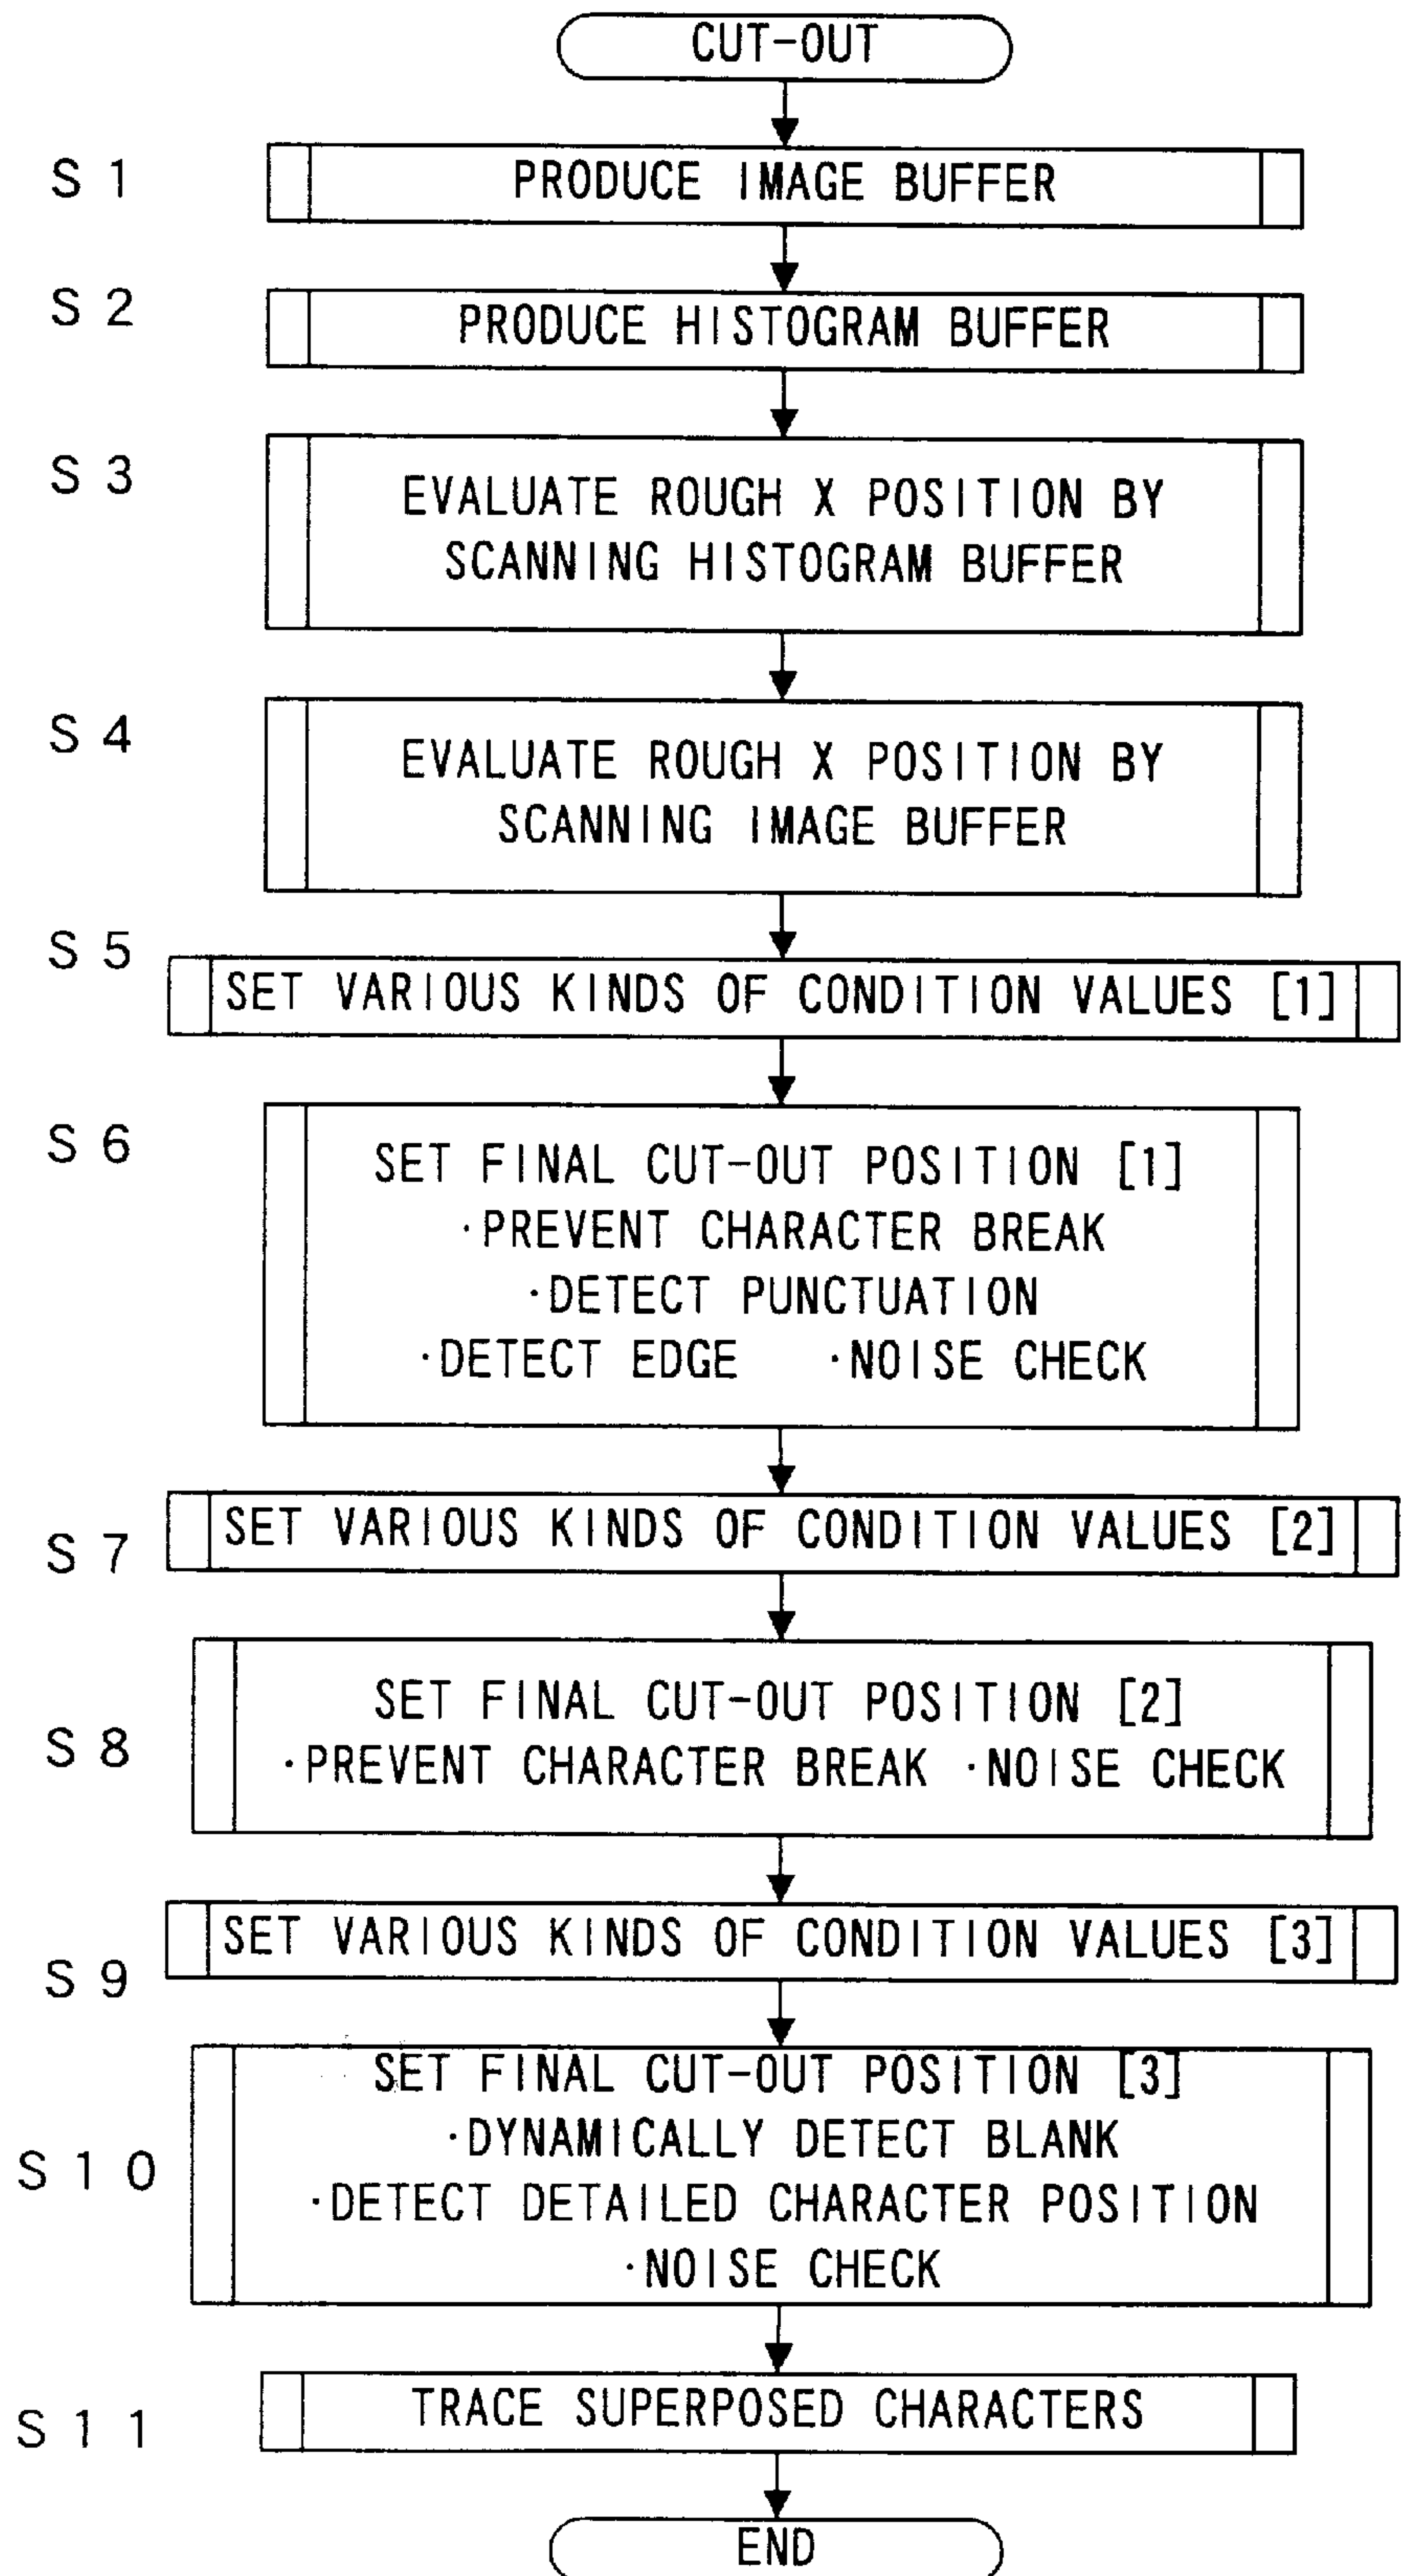 CUT-OUT
S 1
PRODUCE IMAGE BUFFER
S 2
PRODUCE HISTOGRAM BUFFER
S 3
EVALUATE ROUGH X POSITION BY
SCANNING HISTOGRAM BUFFER
S 4
EVALUATE ROUGH X POSITION BY
SCANNING IMAGE BUFFER
S 5
SET VARIOUS KINDS OF CONDITION VALUES [1]
S 6
SET FINAL CUT-OUT POSITION [1]
·PREVENT CHARACTER BREAK
·DETECT PUNCTUATION
·DETECT EDGE ·NOISE CHECK
S 7
SET VARIOUS KINDS OF CONDITION VALUES [2]
S 8
SET FINAL CUT-OUT POSITION [2]
·PREVENT CHARACTER BREAK ·NOISE CHECK
S 9
SET VARIOUS KINDS OF CONDITION VALUES [3]
S 1 0
SET FINAL CUT-OUT POSITION [3]
·DYNAMICALLY DETECT BLANK
·DETECT DETAILED CHARACTER POSITION
·NOISE CHECK
S 1 1
TRACE SUPERPOSED CHARACTERS
END